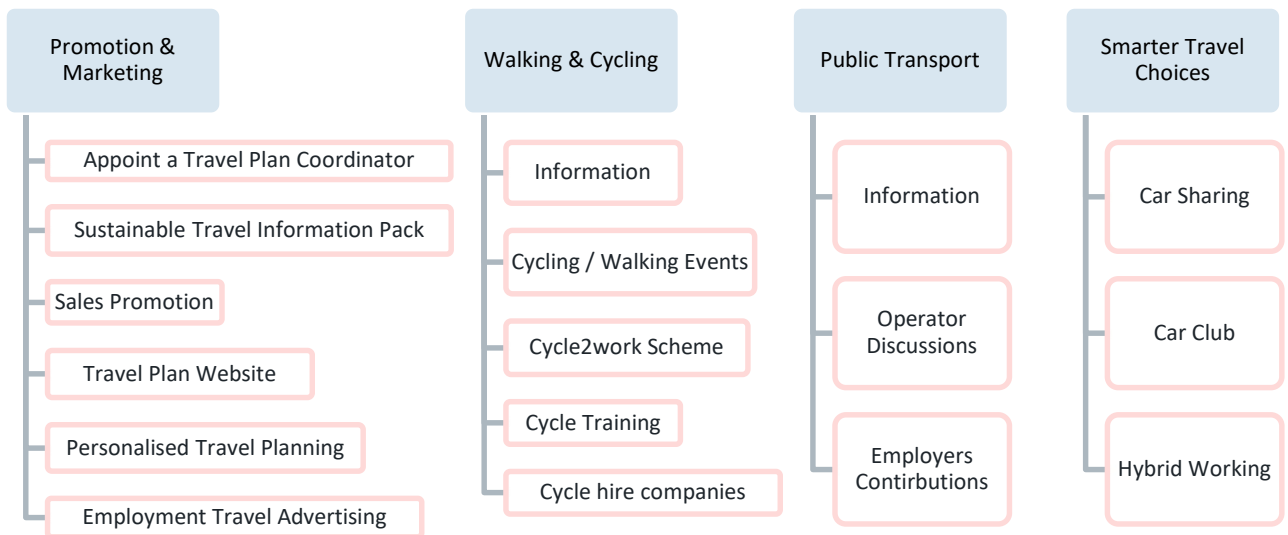 Promotion &
Marketing
Appoint a Travel Plan Coordinator
Sustainable Travel Information Pack
Sales Promotion
Travel Plan Website
Personalised Travel Planning
Employment Travel Advertising
Walking & Cycling
Information
Cycling / Walking Events
Cycle2work Scheme
Cycle Training
Cycle hire companies
Public Transport
Information
Operator
Discussions
Employers
Contirbutions
Smarter Travel
Choices
Car Sharing
Car Club
Hybrid Working